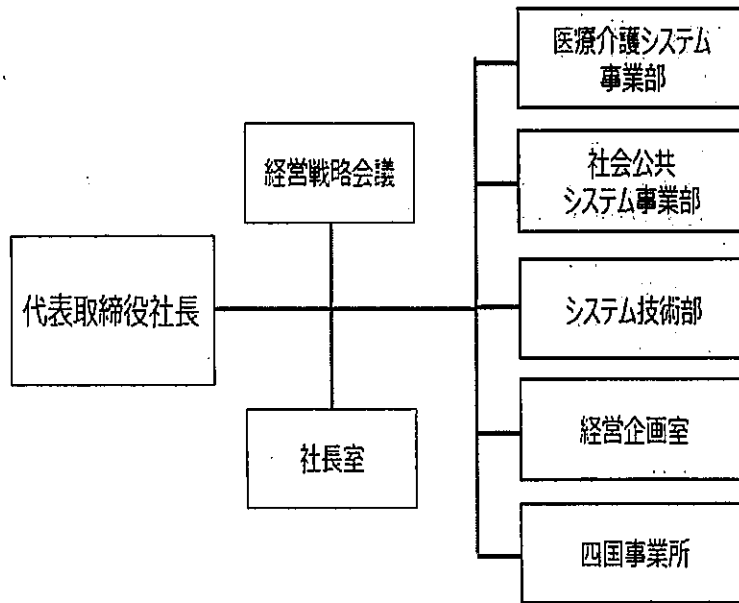 代表取締役社長
経営戦略会議
社長室
医療介護システム
事業部
社会公共
システム事業部
システム技術部
経営企画室
四国事業所